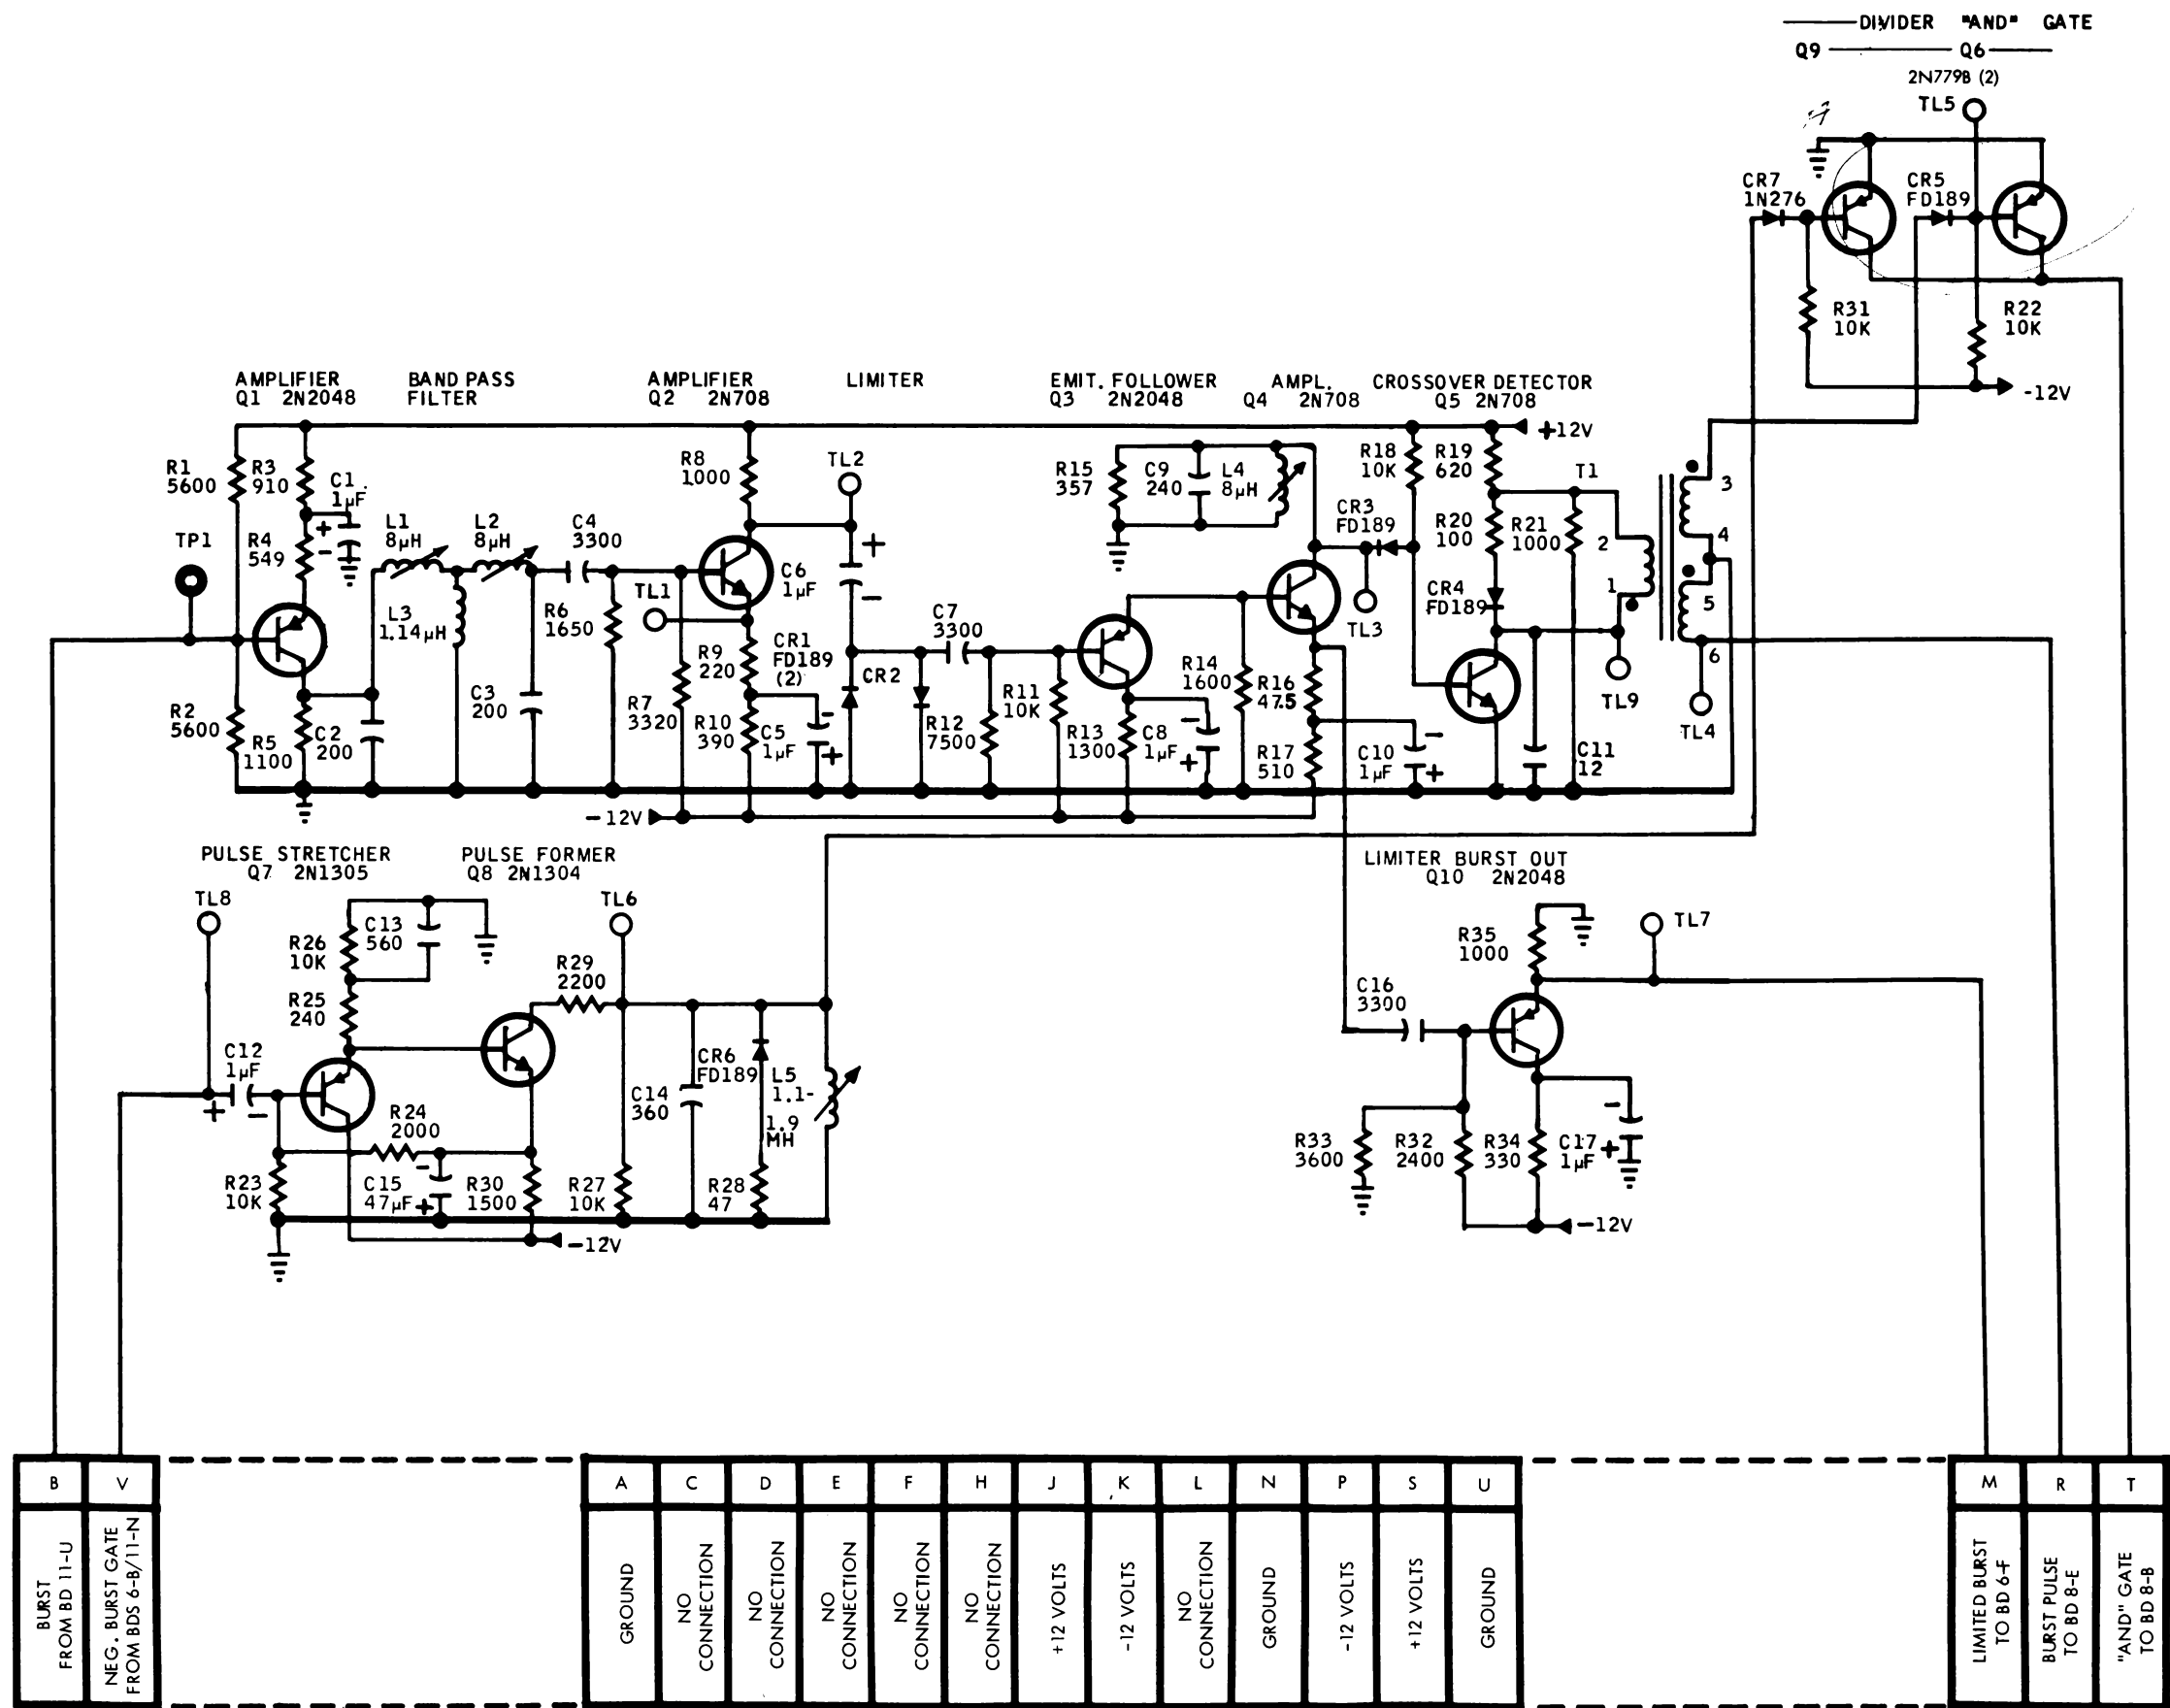 DIVIDER "AND" GATE
Q9 Q6
2N779B (2)
TL5
CR7
1N276
CR5
FD189
R31
10K
R22
10K
-12V
AMPLIFIER
Q1 2N2048
BAND PASS
FILTER
AMPLIFIER
Q2 2N708
LIMITER
EMIT. FOLLOWER
Q3 2N2048
AMPL.
Q4 2N708
CROSSOVER DETECTOR
Q5 2N708
+12V
R1
5600
R3
910
C1
1µF
+
-
R4
549
TP1
L1
8µH
L2
8µH
C4
3300
L3
1.14µH
R6
1650
R8
1000
TL2
TL1
C6
1µF
+
-
R2
5600
R5
1100
C2
200
C3
200
R7
3320
R9
220
R10
390
CR1
FD189
(2)
C5
1µF
-
+
CR2
C7
3300
R12
7500
R11
10K
R13
1300
C8
1µF
-
+
R15
357
C9
240
L4
8µH
CR3
FD189
TL3
R14
1600
R16
47.5
R17
510
C10
1µF
-
+
R18
10K
R19
620
R20
100
R21
1000
CR4
FD189
C11
12
T1
2
1
3
4
5
6
TL9
TL4
-12V
PULSE STRETCHER
Q7 2N1305
PULSE FORMER
Q8 2N1304
TL8
TL6
R26
10K
C13
560
R25
240
R29
2200
C12
1µF
+
-
R24
2000
R23
10K
C15
47µF
-
+
R30
1500
R27
10K
C14
360
CR6
FD189
R28
47
L5
1.1-
1.9
MH
-12V
LIMITER BURST OUT
Q10 2N2048
R35
1000
TL7
C16
3300
R33
3600
R32
2400
R34
330
C17
1µF
-
+
-12V
B
V
A
C
D
E
F
H
J
K
L
N
P
S
U
M
R
T
BURST
FROM BD 11-U
NEG. BURST GATE
FROM BDS 6-B/11-N
GROUND
NO
CONNECTION
NO
CONNECTION
NO
CONNECTION
NO
CONNECTION
NO
CONNECTION
+12 VOLTS
-12 VOLTS
NO
CONNECTION
GROUND
-12 VOLTS
+12 VOLTS
GROUND
LIMITED BURST
TO BD 6-F
BURST PULSE
TO BD 8-E
"AND" GATE
TO BD 8-B